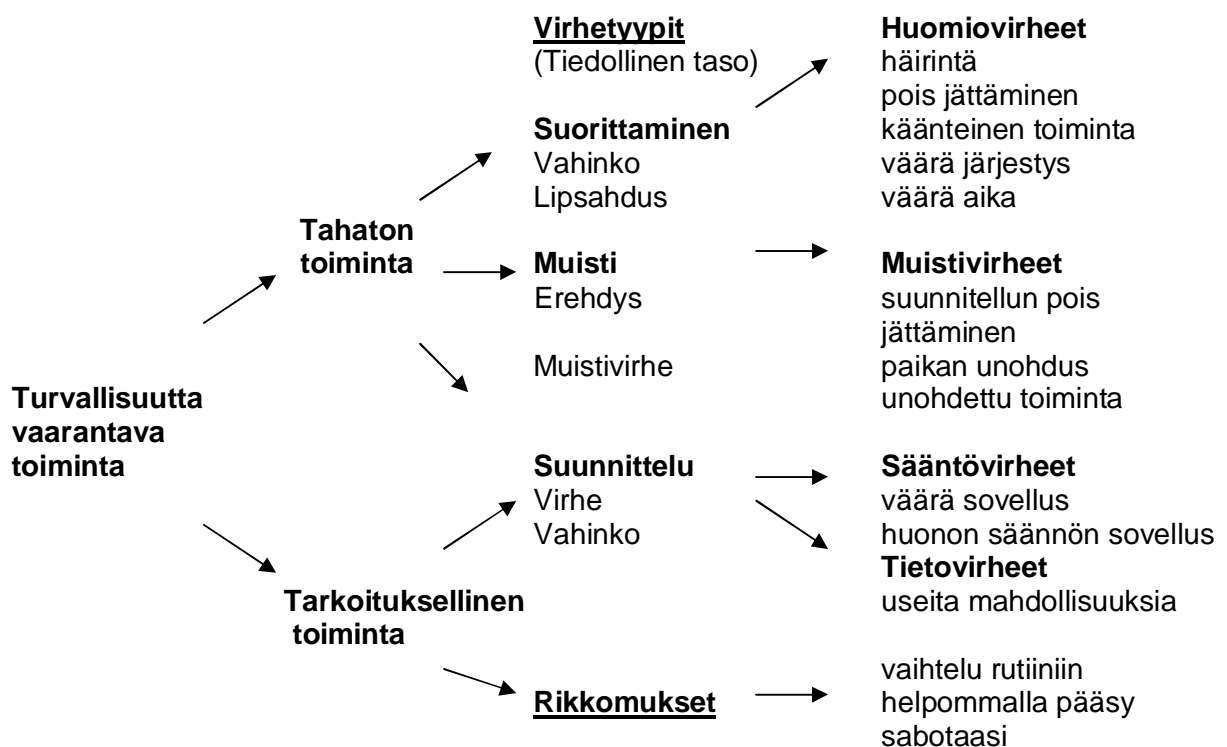 Turvallisuutta
vaarantava
toiminta
Tahaton
toiminta
Tarkoituksellinen
toiminta
Virhetyypit
(Tiedollinen taso)
Suorittaminen
Vahinko
Lipsahdus
Muisti
Erehdys
Muistivirhe
Suunnittelu
Virhe
Vahinko
Rikkomukset
Huomiovirheet
häirintä
pois jättäminen
käänteinen toiminta
väärä järjestys
väärä aika
Muistivirheet
suunnitellun pois
jättäminen
paikan unohdus
unohdettu toiminta
Sääntövirheet
väärä sovellus
huonon säännön sovellus
Tietovirheet
useita mahdollisuuksia
vaihtelu rutiiniin
helpommalla pääsy
sabotaasi